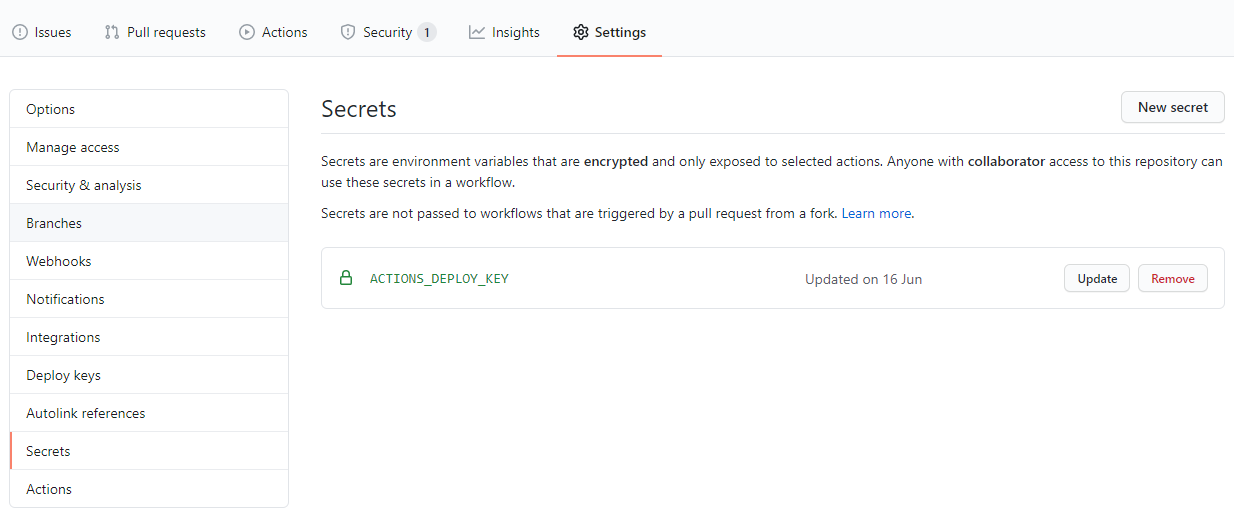 Issues Pull requests Actions Security 1 Insights Settings
Options
Manage access
Security & analysis
Branches
Webhooks
Notifications
Integrations
Deploy keys
Autolink references
Secrets
Actions
Secrets
New secret
Secrets are environment variables that are encrypted and only exposed to selected actions. Anyone with collaborator access to this repository can
use these secrets in a workflow.
Secrets are not passed to workflows that are triggered by a pull request from a fork. Learn more.
ACTIONS_DEPLOY_KEY Updated on 16 Jun Update Remove